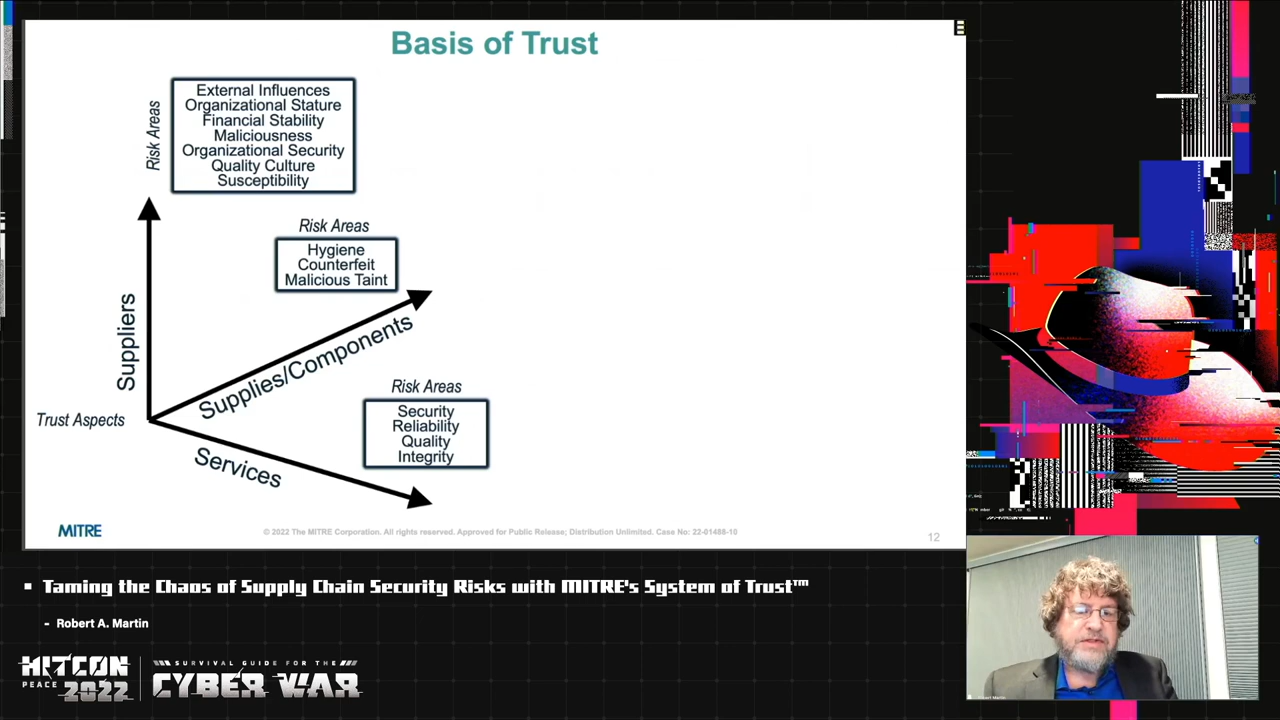 Basis of Trust
Risk Areas
External Influences
Organizational Stature
Financial Stability
Maliciousness
Organizational Security
Quality Culture
Susceptibility
Risk Areas
Hygiene
Counterfeit
Malicious Taint
Suppliers
Supplies/Components
Risk Areas
Security
Reliability
Quality
Integrity
Trust Aspects
Services
MITRE
© 2022 The MITRE Corporation. All rights reserved. Approved for Public Release; Distribution Unlimited. Case No: 22-01488-10
12
▪ Taming the Chaos of Supply Chain Security Risks with MITRE's System of Trust™
- Robert A. Martin
HITCON
PEACE 2022
SURVIVAL GUIDE FOR THE
CYBER WAR